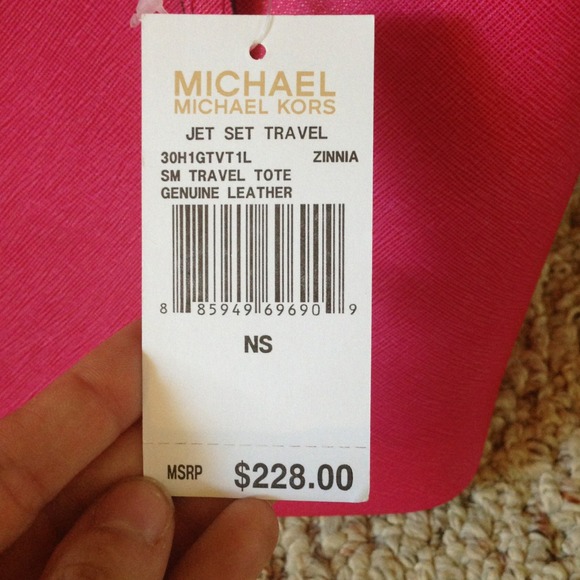 MICHAEL
MICHAEL KORS
JET SET TRAVEL
30H1GTVT1L ZINNIA
SM TRAVEL TOTE
GENUINE LEATHER
8 85949 69690 9
NS
MSRP $228.00